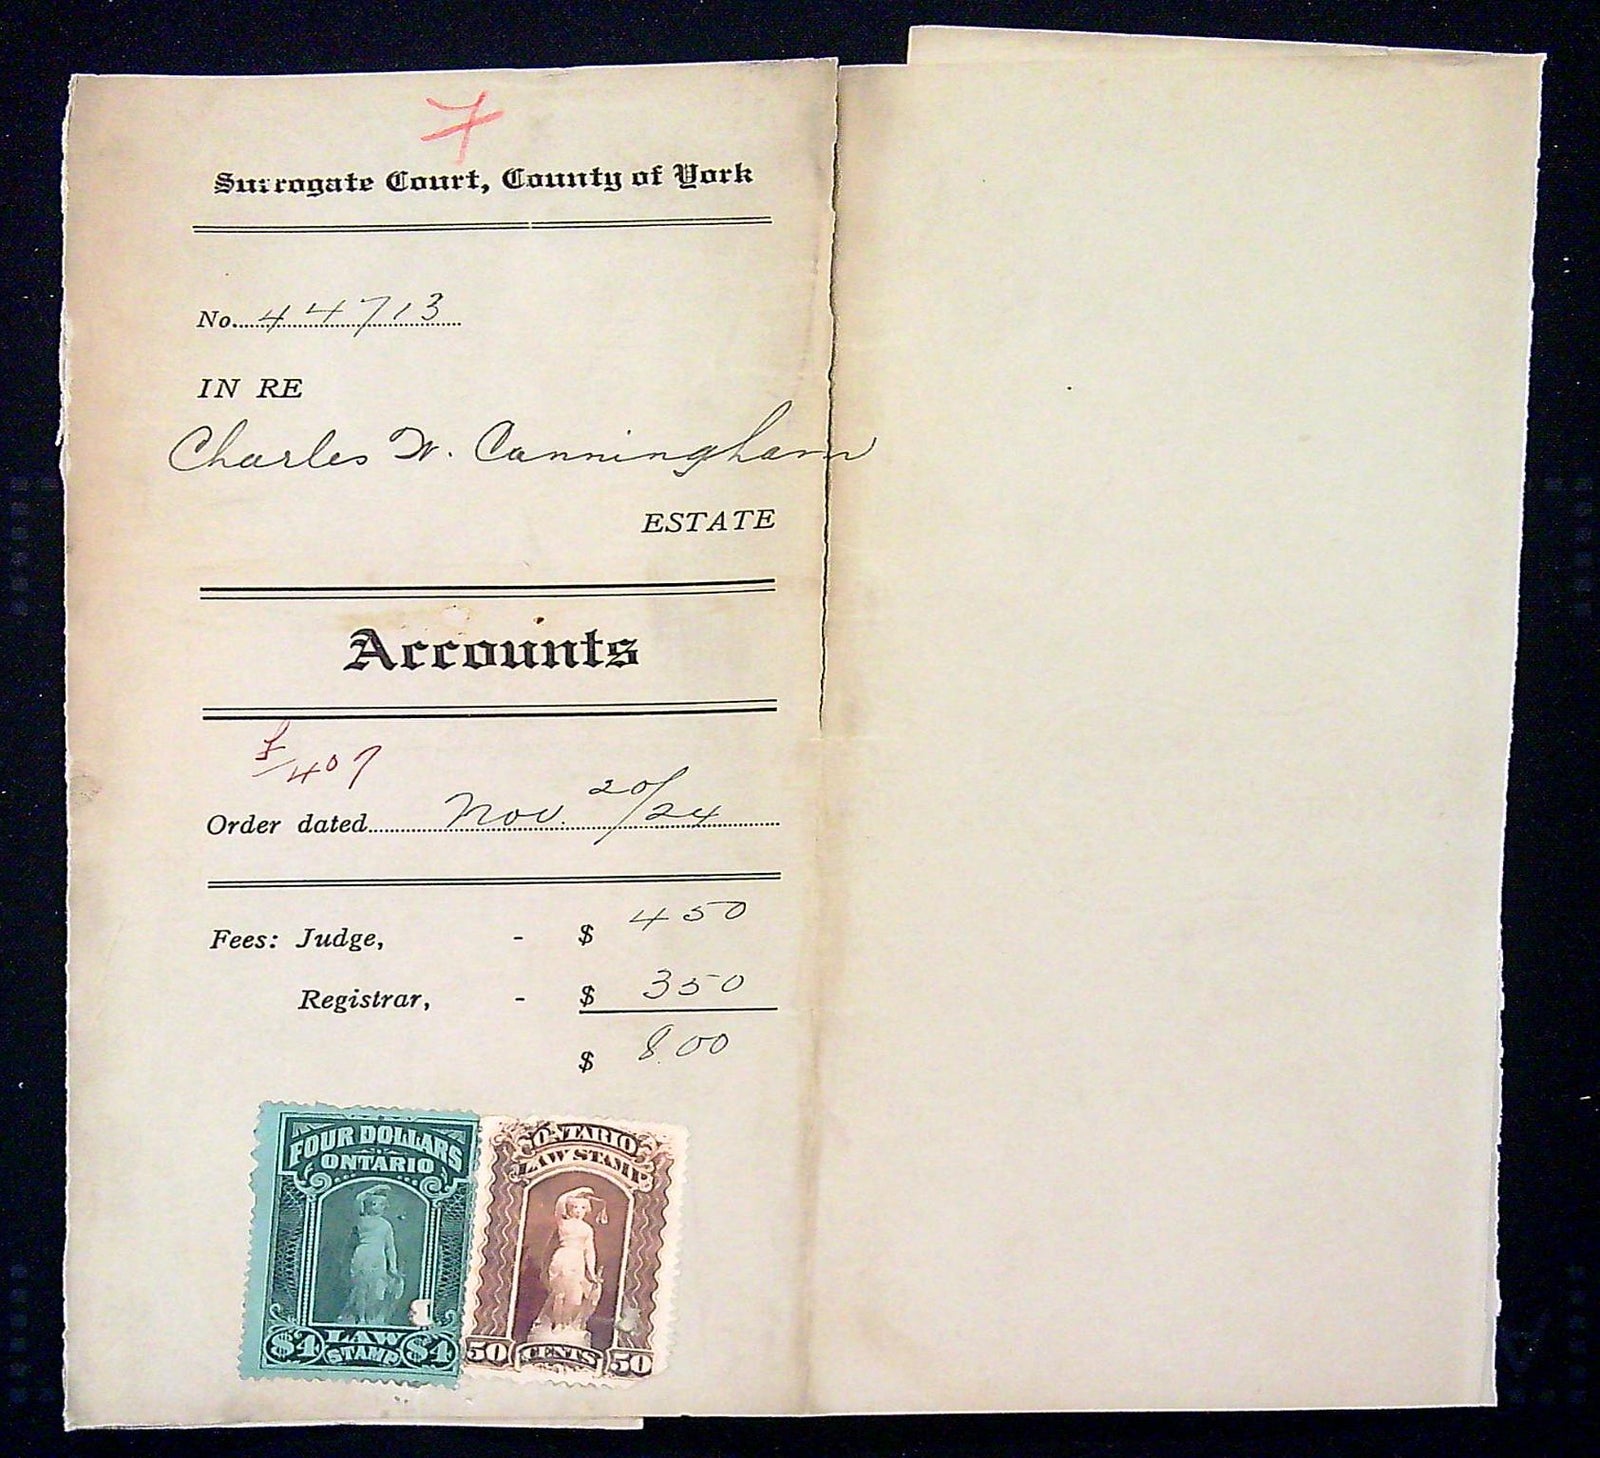 7
Surrogate Court, County of York
No. 44713
IN RE
Charles W. Cunningham
ESTATE
Accounts
£/407
Order dated Nov. 20/24
Fees: Judge, - $ 4 50
Registrar, - $ 3 50
$ 8.00
FOUR DOLLARS
ONTARIO
$4 LAW STAMP $4
ONTARIO
LAW STAMP
50 CENTS 50